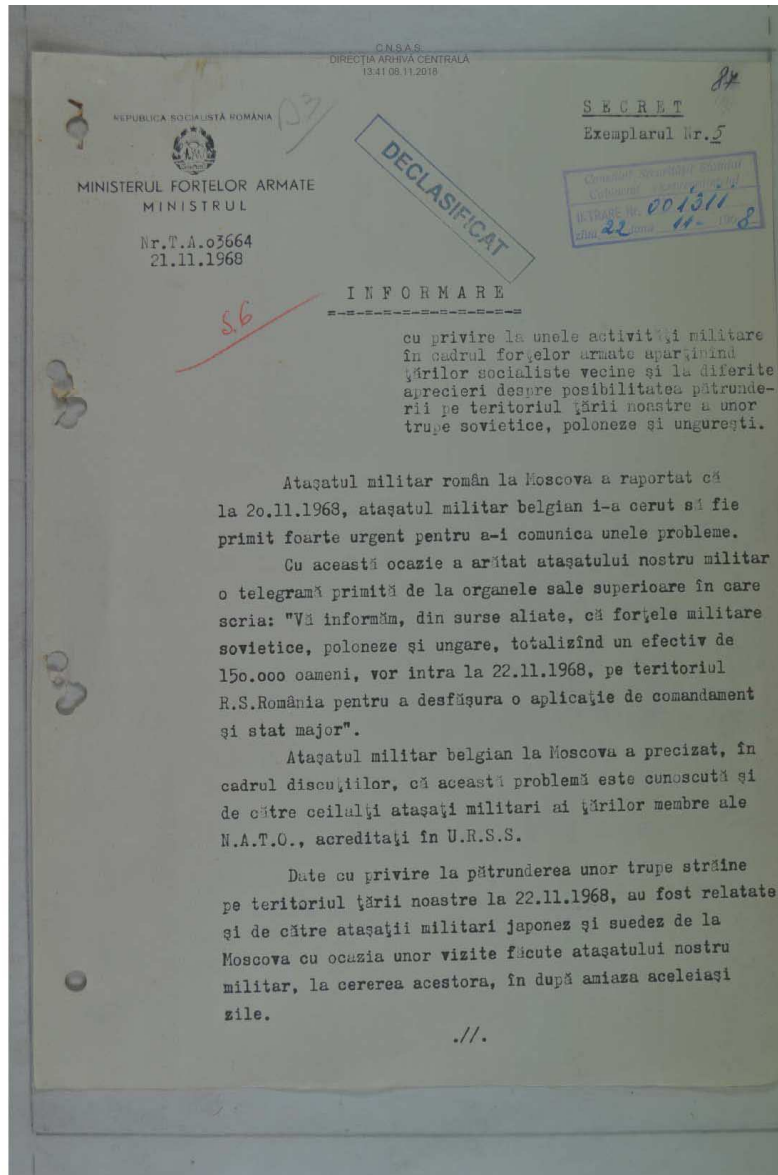 C.N.S.A.S.
DIRECȚIA ARHIVA CENTRALĂ
13:41 08.11.2016
87
S E C R E T
Exemplarul Nr.5
REPUBLICA SOCIALISTĂ ROMÂNIA
MINISTERUL FORȚELOR ARMATE
MINISTRUL
Nr.T.A.o3664
21.11.1968
DECLASIFICAT
Consiliul Securității Statului
INTRARE Nr. 001311
ziua 22 luna 11- 1968
S.6
I N F O R M A R E
=-=-=-=-=-=-=-=-=-=-=
cu privire la unele activități militare
în cadrul forțelor armate aparținînd
țărilor socialiste vecine și la diferite
aprecieri despre posibilitatea pătrunde-
rii pe teritoriul țării noastre a unor
trupe sovietice, poloneze și ungurești.
Atașatul militar român la Moscova a raportat că
la 2o.11.1968, atașatul militar belgian i-a cerut să fie
primit foarte urgent pentru a-i comunica unele probleme.
Cu această ocazie a arătat atașatului nostru militar
o telegramă primită de la organele sale superioare în care
scria: "Vă informăm, din surse aliate, că forțele militare
sovietice, poloneze și ungare, totalizînd un efectiv de
15o.ooo oameni, vor intra la 22.11.1968, pe teritoriul
R.S.România pentru a desfășura o aplicație de comandament
și stat major".
Atașatul militar belgian la Moscova a precizat, în
cadrul discuțiilor, că această problemă este cunoscută și
de către ceilalți atașați militari ai țărilor membre ale
N.A.T.O., acreditați în U.R.S.S.
Date cu privire la pătrunderea unor trupe străine
pe teritoriul țării noastre la 22.11.1968, au fost relatate
și de către atașații militari japonez și suedez de la
Moscova cu ocazia unor vizite făcute atașatului nostru
militar, la cererea acestora, în după amiaza aceleiași
zile.
.//.